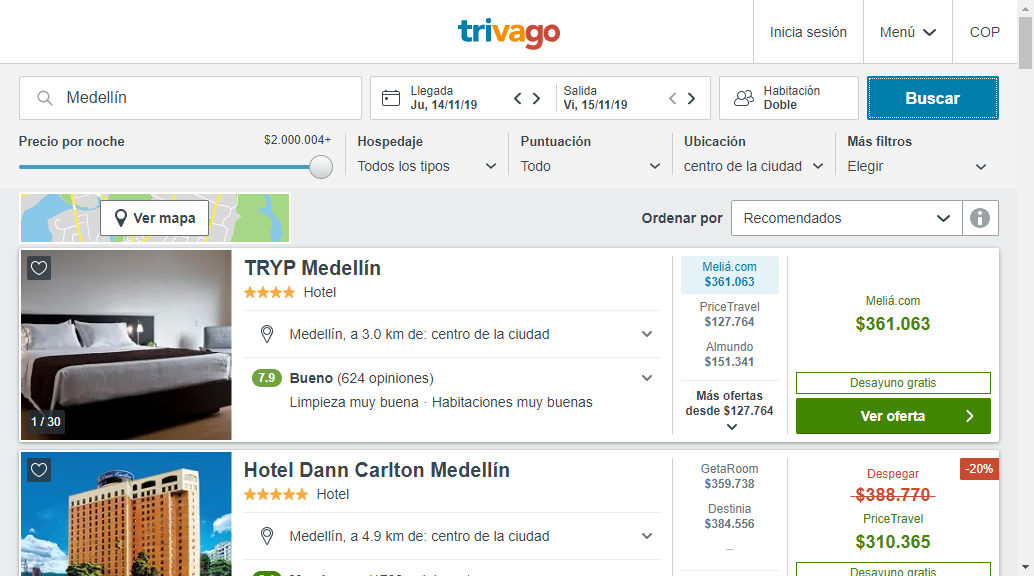 trivago
Inicia sesión
Menú
COP
Medellín
Llegada
Ju, 14/11/19
Salida
Vi, 15/11/19
Habitación
Doble
Buscar
Precio por noche
$2.000.004+
Hospedaje
Todos los tipos
Puntuación
Todo
Ubicación
centro de la ciudad
Más filtros
Elegir
Ver mapa
Ordenar por
Recomendados
TRYP Medellín
Hotel
Medellín, a 3.0 km de: centro de la ciudad
7.9 Bueno (624 opiniones)
Limpieza muy buena · Habitaciones muy buenas
1 / 30
Meliá.com
$361.063
PriceTravel
$127.764
Almundo
$151.341
Más ofertas
desde $127.764
Meliá.com
$361.063
Desayuno gratis
Ver oferta
Hotel Dann Carlton Medellín
Hotel
Medellín, a 4.9 km de: centro de la ciudad
GetaRoom
$359.738
Destinia
$384.556
–
-20%
Despegar
$388.770
PriceTravel
$310.365
Desayuno gratis